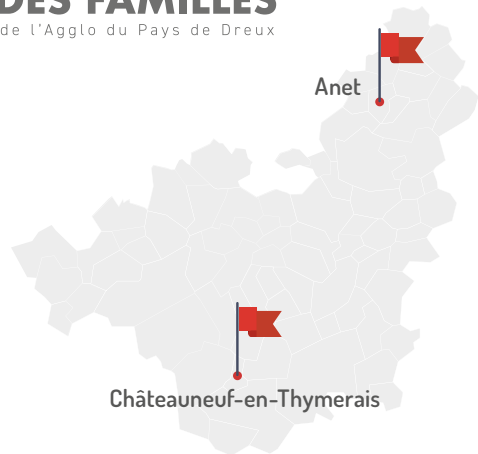 DES FAMILLES
de l'Agglo du Pays de Dreux
Anet
Châteauneuf-en-Thymerais